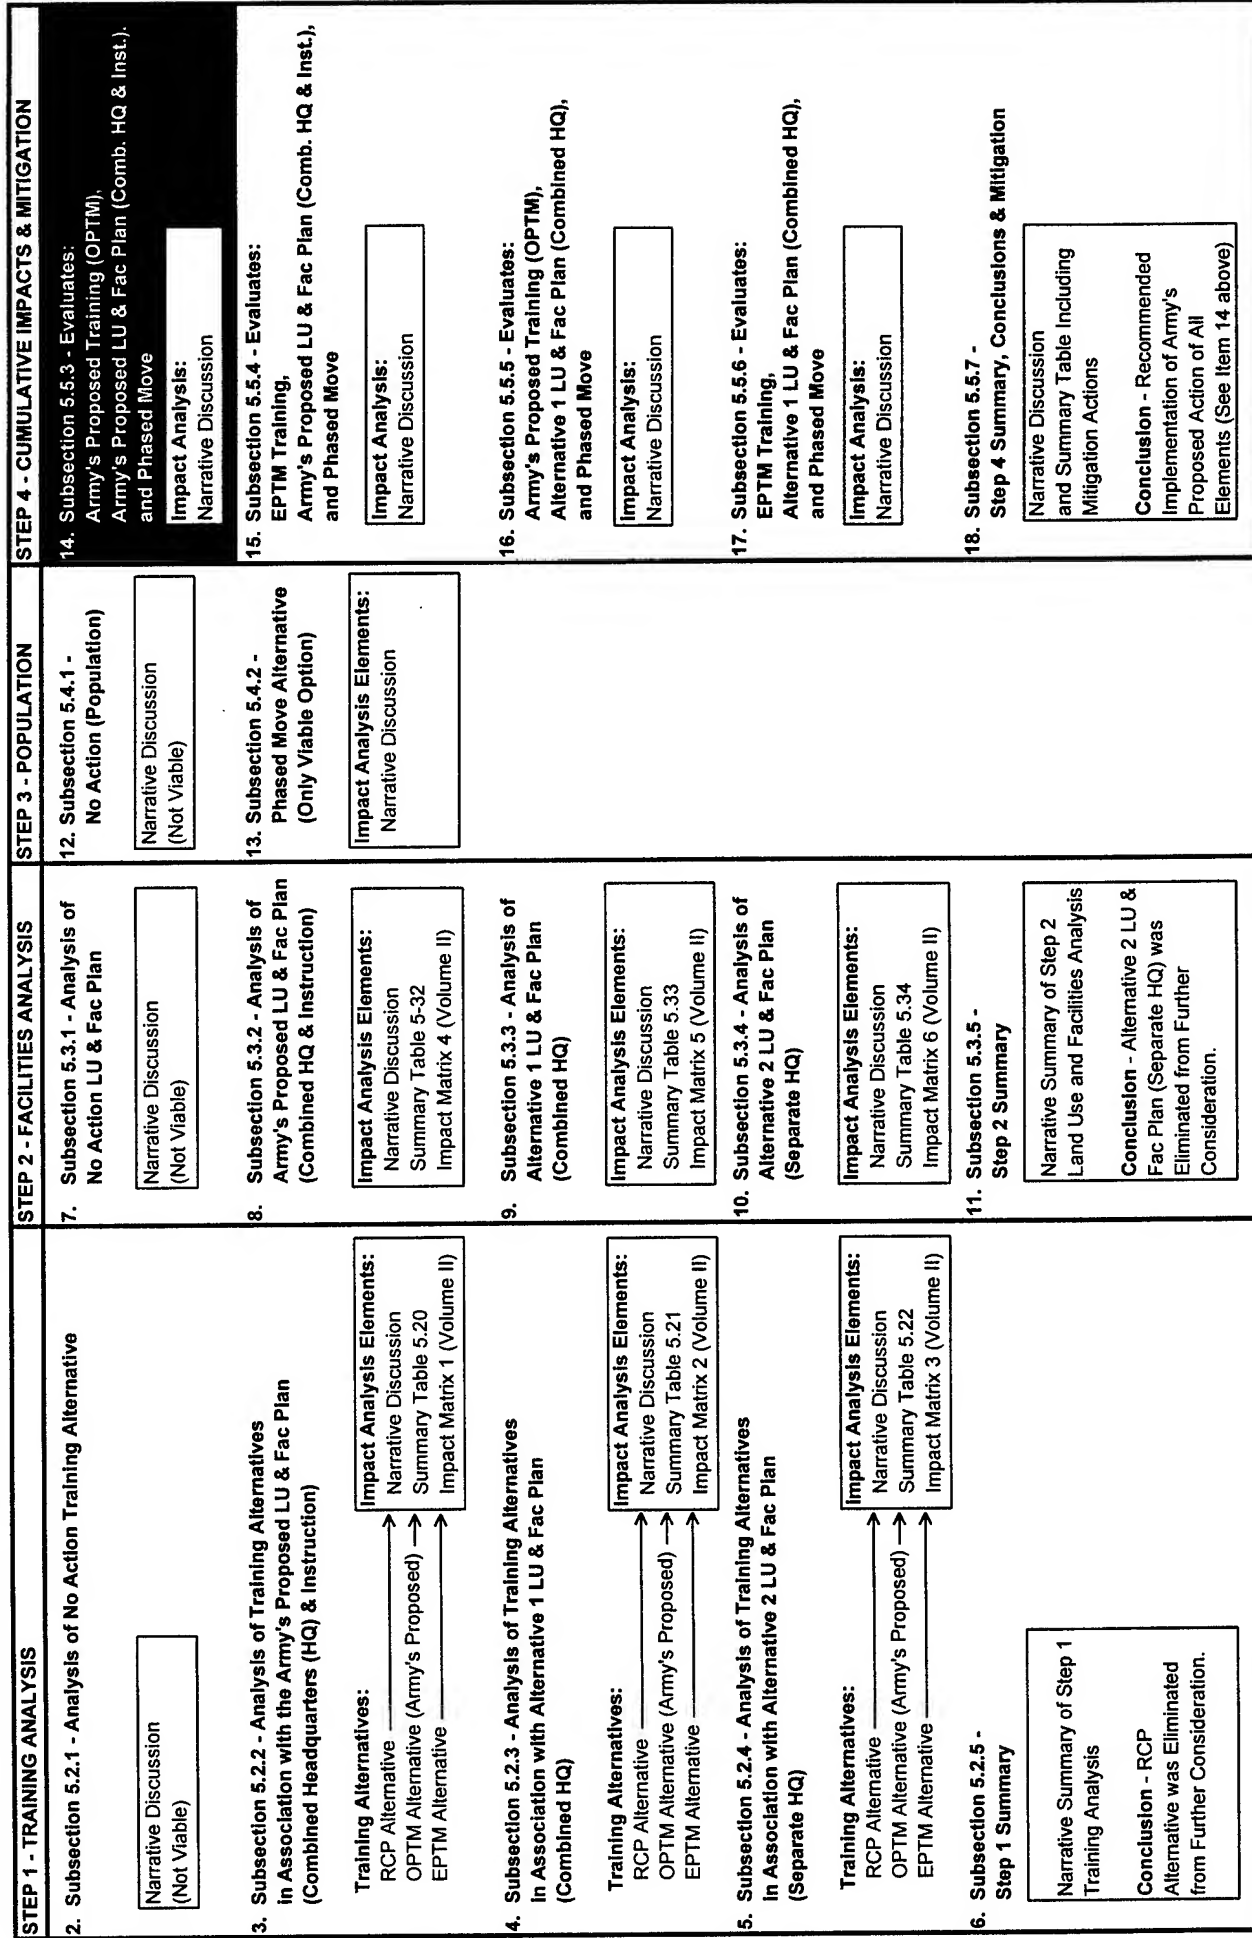 STEP 1 - TRAINING ANALYSIS
2. Subsection 5.2.1 - Analysis of No Action Training Alternative
Narrative Discussion
(Not Viable)
3. Subsection 5.2.2 - Analysis of Training Alternatives
in Association with the Army's Proposed LU & Fac Plan
(Combined Headquarters (HQ) & Instruction)
Training Alternatives:
RCP Alternative
OPTM Alternative (Army's Proposed)
EPTM Alternative
Impact Analysis Elements:
Narrative Discussion
Summary Table 5.20
Impact Matrix 1 (Volume II)
4. Subsection 5.2.3 - Analysis of Training Alternatives
in Association with Alternative 1 LU & Fac Plan
(Combined HQ)
Training Alternatives:
RCP Alternative
OPTM Alternative (Army's Proposed)
EPTM Alternative
Impact Analysis Elements:
Narrative Discussion
Summary Table 5.21
Impact Matrix 2 (Volume II)
5. Subsection 5.2.4 - Analysis of Training Alternatives
in Association with Alternative 2 LU & Fac Plan
(Separate HQ)
Training Alternatives:
RCP Alternative
OPTM Alternative (Army's Proposed)
EPTM Alternative
Impact Analysis Elements:
Narrative Discussion
Summary Table 5.22
Impact Matrix 3 (Volume II)
6. Subsection 5.2.5 -
Step 1 Summary
Narrative Summary of Step 1
Training Analysis
Conclusion - RCP
Alternative was Eliminated
from Further Consideration.
STEP 2 - FACILITIES ANALYSIS
7. Subsection 5.3.1 - Analysis of
No Action LU & Fac Plan
Narrative Discussion
(Not Viable)
8. Subsection 5.3.2 - Analysis of
Army's Proposed LU & Fac Plan
(Combined HQ & Instruction)
Impact Analysis Elements:
Narrative Discussion
Summary Table 5-32
Impact Matrix 4 (Volume II)
9. Subsection 5.3.3 - Analysis of
Alternative 1 LU & Fac Plan
(Combined HQ)
Impact Analysis Elements:
Narrative Discussion
Summary Table 5.33
Impact Matrix 5 (Volume II)
10. Subsection 5.3.4 - Analysis of
Alternative 2 LU & Fac Plan
(Separate HQ)
Impact Analysis Elements:
Narrative Discussion
Summary Table 5.34
Impact Matrix 6 (Volume II)
11. Subsection 5.3.5 -
Step 2 Summary
Narrative Summary of Step 2
Land Use and Facilities Analysis
Conclusion - Alternative 2 LU &
Fac Plan (Separate HQ) was
Eliminated from Further
Consideration.
STEP 3 - POPULATION
12. Subsection 5.4.1 -
No Action (Population)
Narrative Discussion
(Not Viable)
13. Subsection 5.4.2 -
Phased Move Alternative
(Only Viable Option)
Impact Analysis Elements:
Narrative Discussion
STEP 4 - CUMULATIVE IMPACTS & MITIGATION
14. Subsection 5.5.3 - Evaluates:
Army's Proposed Training (OPTM),
Army's Proposed LU & Fac Plan (Comb. HQ & Inst.),
and Phased Move
Impact Analysis:
Narrative Discussion
15. Subsection 5.5.4 - Evaluates:
EPTM Training,
Army's Proposed LU & Fac Plan (Comb. HQ & Inst.),
and Phased Move
Impact Analysis:
Narrative Discussion
16. Subsection 5.5.5 - Evaluates:
Army's Proposed Training (OPTM),
Alternative 1 LU & Fac Plan (Combined HQ),
and Phased Move
Impact Analysis:
Narrative Discussion
17. Subsection 5.5.6 - Evaluates:
EPTM Training,
Alternative 1 LU & Fac Plan (Combined HQ),
and Phased Move
Impact Analysis:
Narrative Discussion
18. Subsection 5.5.7 -
Step 4 Summary, Conclusions & Mitigation
Narrative Discussion
and Summary Table Including
Mitigation Actions
Conclusion - Recommended
Implementation of Army's
Proposed Action of All
Elements (See Item 14 above)